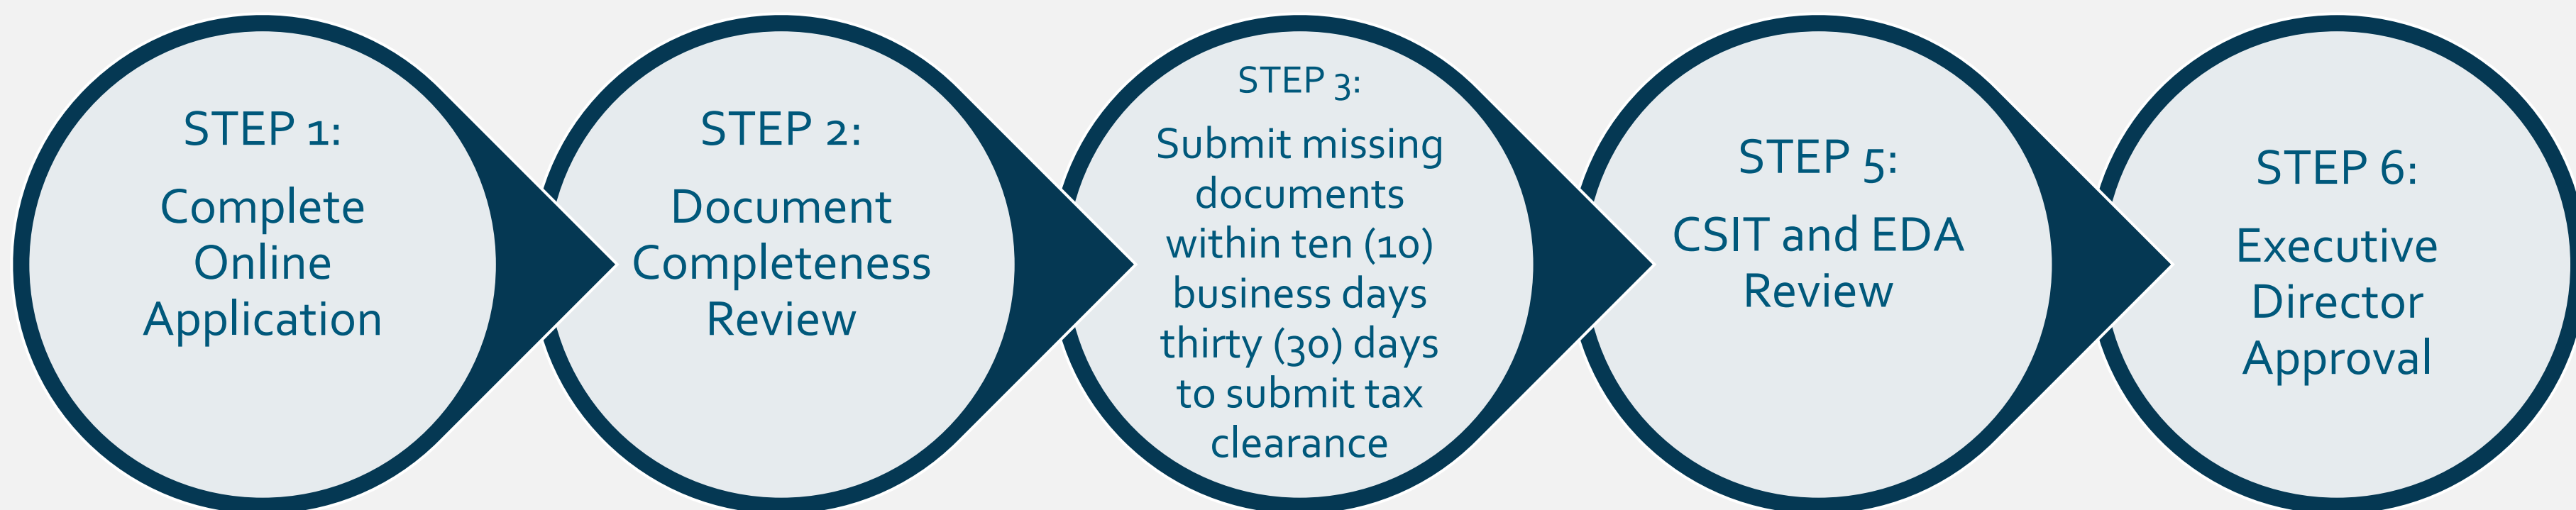 STEP 1:
Complete
Online
Application
STEP 2:
Document
Completeness
Review
STEP 3:
Submit missing
documents
within ten (10)
business days
thirty (30) days
to submit tax
clearance
STEP 5:
CSIT and EDA
Review
STEP 6:
Executive
Director
Approval